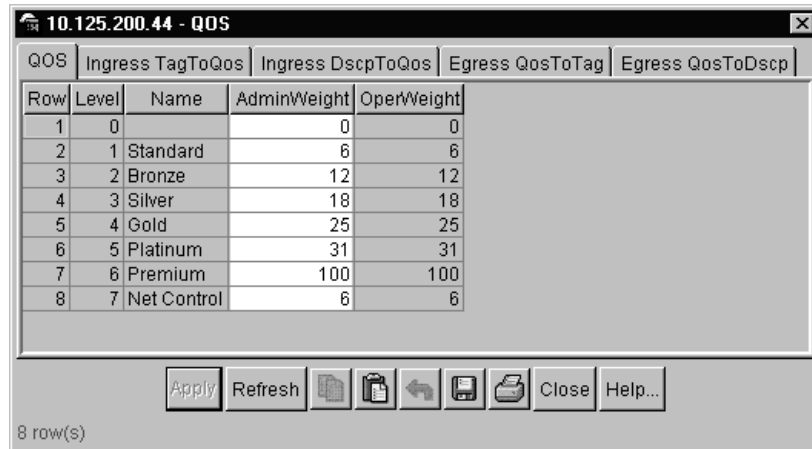 10.125.200.44 - QOS
QOS Ingress TagToQos Ingress DscpToQos Egress QosToTag Egress QosToDscp
Row Level Name AdminWeight OperWeight
1 0 0 0
2 1 Standard 6 6
3 2 Bronze 12 12
4 3 Silver 18 18
5 4 Gold 25 25
6 5 Platinum 31 31
7 6 Premium 100 100
8 7 Net Control 6 6
Apply Refresh Close Help...
8 row(s)